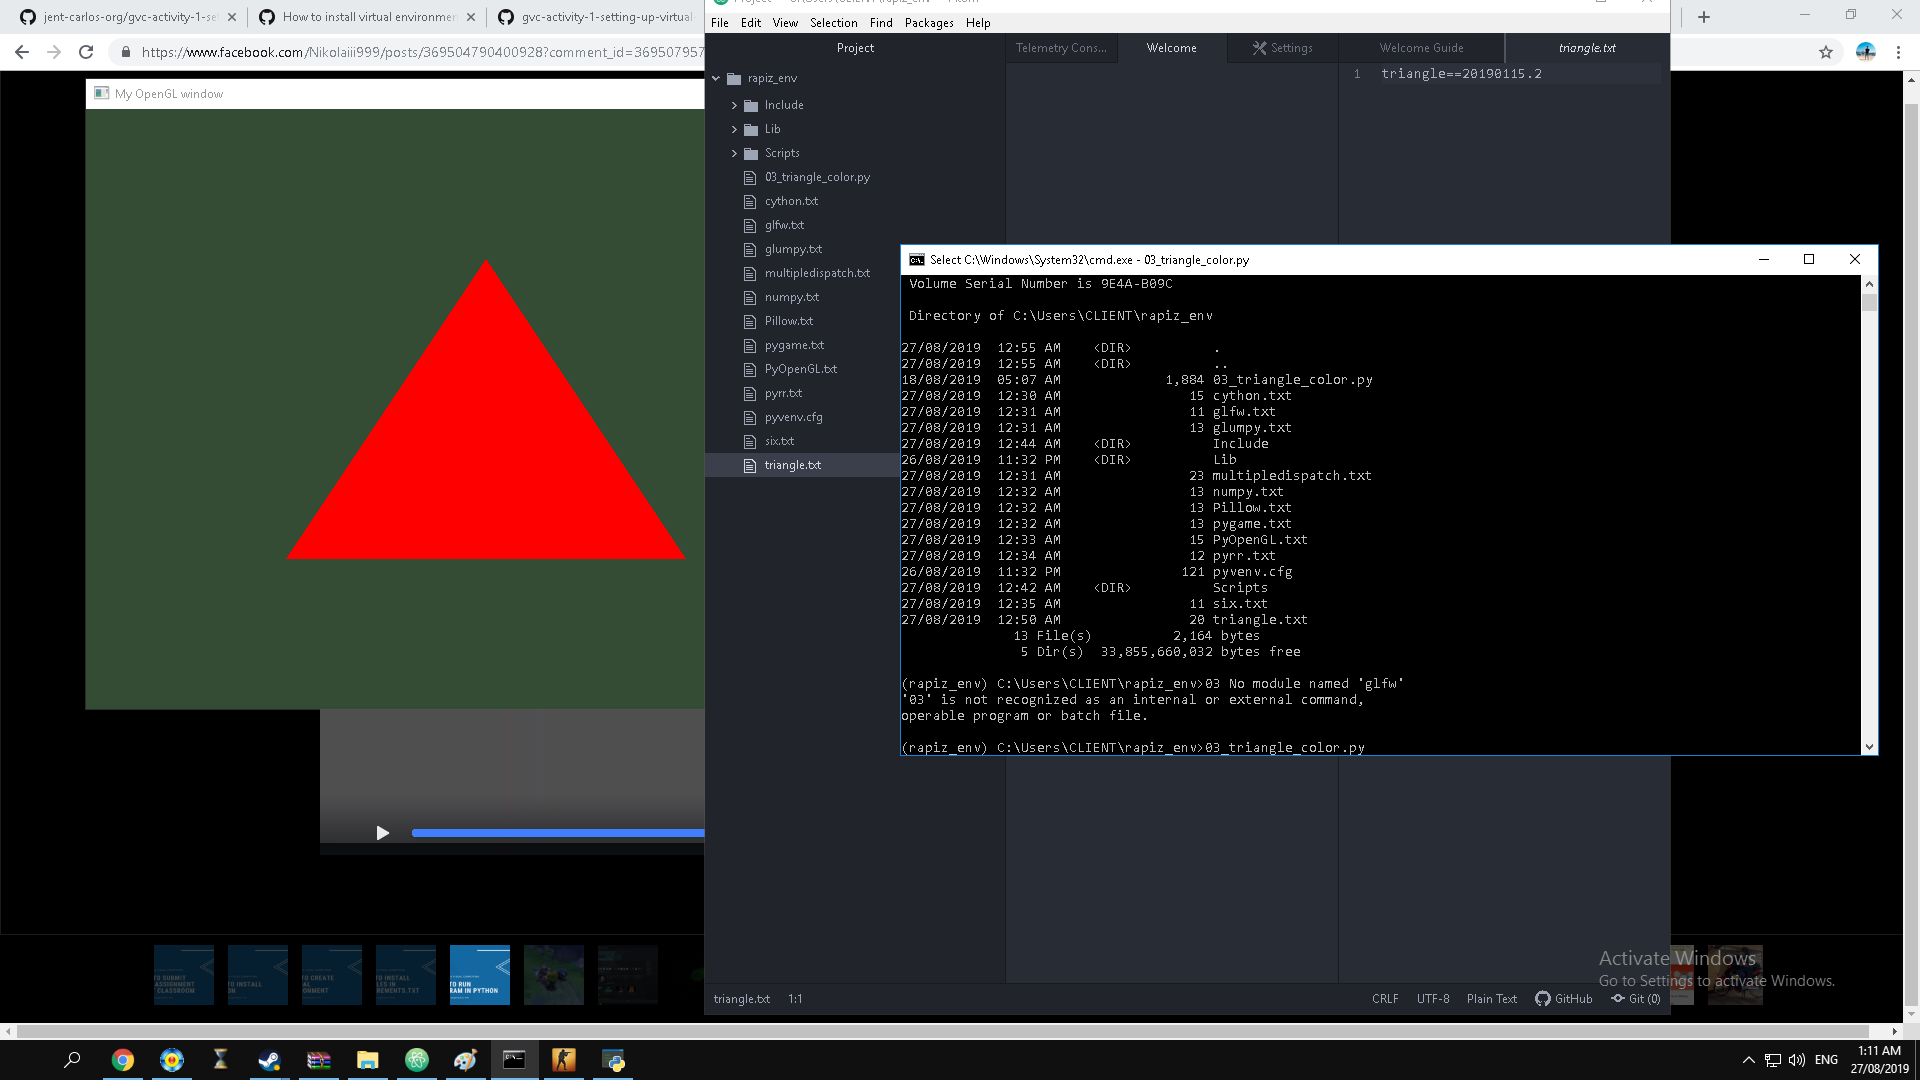 jent-carlos-org/gvc-activity-1-se
How to install virtual environmen
gvc-activity-1-setting-up-virtual
https://www.facebook.com/Nikolaiii999/posts/369504790400928?comment_id=369507957
File Edit View Selection Find Packages Help
Project
Telemetry Cons...
Welcome
Settings
Welcome Guide
triangle.txt
My OpenGL window
rapiz_env
Include
Lib
Scripts
03_triangle_color.py
cython.txt
glfw.txt
glumpy.txt
multipledispatch.txt
numpy.txt
Pillow.txt
pygame.txt
PyOpenGL.txt
pyrr.txt
pyvenv.cfg
six.txt
triangle.txt
1 triangle==20190115.2
Select C:\Windows\System32\cmd.exe - 03_triangle_color.py
Volume Serial Number is 9E4A-B09C
Directory of C:\Users\CLIENT\rapiz_env
27/08/2019 12:55 AM <DIR> .
27/08/2019 12:55 AM <DIR> ..
18/08/2019 05:07 AM 1,884 03_triangle_color.py
27/08/2019 12:30 AM 15 cython.txt
27/08/2019 12:31 AM 11 glfw.txt
27/08/2019 12:31 AM 13 glumpy.txt
27/08/2019 12:44 AM <DIR> Include
26/08/2019 11:32 PM <DIR> Lib
27/08/2019 12:31 AM 23 multipledispatch.txt
27/08/2019 12:32 AM 13 numpy.txt
27/08/2019 12:32 AM 13 Pillow.txt
27/08/2019 12:32 AM 13 pygame.txt
27/08/2019 12:33 AM 15 PyOpenGL.txt
27/08/2019 12:34 AM 12 pyrr.txt
26/08/2019 11:32 PM 121 pyvenv.cfg
27/08/2019 12:42 AM <DIR> Scripts
27/08/2019 12:35 AM 11 six.txt
27/08/2019 12:50 AM 20 triangle.txt
13 File(s) 2,164 bytes
5 Dir(s) 33,855,660,032 bytes free
(rapiz_env) C:\Users\CLIENT\rapiz_env>03 No module named 'glfw'
'03' is not recognized as an internal or external command,
operable program or batch file.
(rapiz_env) C:\Users\CLIENT\rapiz_env>03_triangle_color.py
TO SUBMIT
ASSIGNMENT
CLASSROOM
TO INSTALL
TO CREATE
TO INSTALL
TO RUN
RAM IN PYTHON
Activate Windows
Go to Settings to activate Windows.
triangle.txt 1:1
CRLF UTF-8 Plain Text GitHub Git (0)
ENG
1:11 AM
27/08/2019